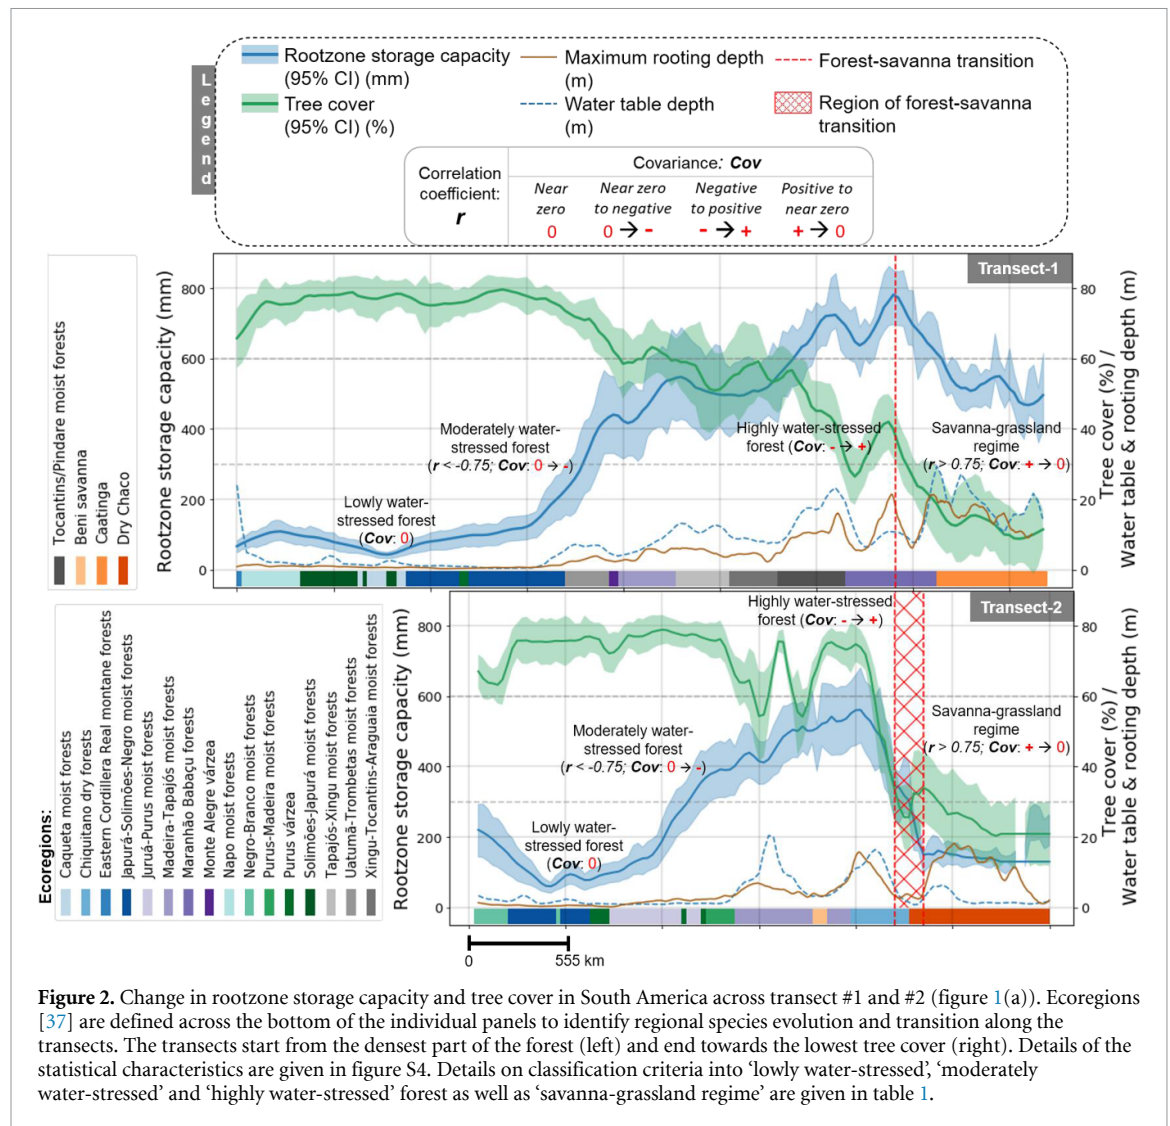 Legend
Rootzone storage capacity
(95% CI) (mm)
Tree cover
(95% CI) (%)
Maximum rooting depth
(m)
Water table depth
(m)
Forest-savanna transition
Region of forest-savanna
transition
Correlation
coefficient:
r
Covariance: Cov
Near
zero
0
Near zero
to negative
0 → -
Negative
to positive
- → +
Positive to
near zero
+ → 0
Transect-1
Rootzone storage capacity (mm)
800
600
400
200
0
80
60
40
20
0
Tree cover (%) /
Water table & rooting depth (m)
Lowly water-
stressed forest
(Cov: 0)
Moderately water-
stressed forest
(r < -0.75; Cov: 0 → -)
Highly water-stressed
forest (Cov: - → +)
Savanna-grassland
regime
(r > 0.75; Cov: + → 0)
Tocantins/Pindare moist forests
Beni savanna
Caatinga
Dry Chaco
Transect-2
Rootzone storage capacity (mm)
800
600
400
200
0
80
60
40
20
0
Tree cover (%) /
Water table & rooting depth (m)
Lowly water-
stressed forest
(Cov: 0)
Moderately water-
stressed forest
(r < -0.75; Cov: 0 → -)
Highly water-stressed
forest (Cov: - → +)
Savanna-grassland
regime
(r > 0.75; Cov: + → 0)
Ecoregions:
Caqueta moist forests
Chiquitano dry forests
Eastern Cordillera Real montane forests
Japurá-Solimões-Negro moist forests
Juruá-Purus moist forests
Madeira-Tapajós moist forests
Maranhão Babaçu forests
Monte Alegre várzea
Napo moist forests
Negro-Branco moist forests
Purus-Madeira moist forests
Purus várzea
Solimões-Japurá moist forests
Tapajós-Xingu moist forests
Uatumã-Trombetas moist forests
Xingu-Tocantins-Araguaia moist forests
0
555 km
Figure 2. Change in rootzone storage capacity and tree cover in South America across transect #1 and #2 (figure 1(a)). Ecoregions
[37] are defined across the bottom of the individual panels to identify regional species evolution and transition along the
transects. The transects start from the densest part of the forest (left) and end towards the lowest tree cover (right). Details of the
statistical characteristics are given in figure S4. Details on classification criteria into ‘lowly water-stressed’, ‘moderately
water-stressed’ and ‘highly water-stressed’ forest as well as ‘savanna-grassland regime’ are given in table 1.